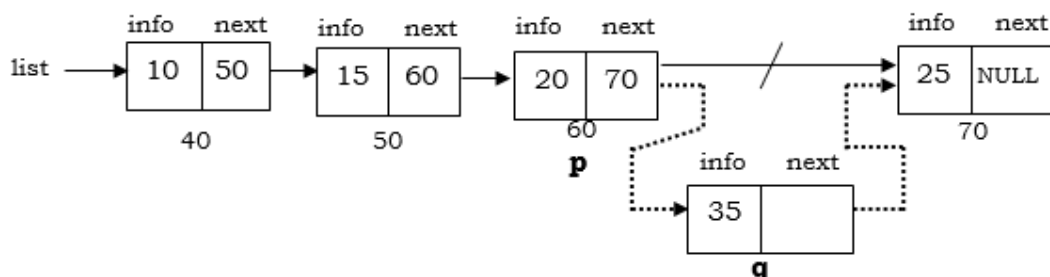 info next info next info next info next
list 10 50 15 60 20 70 25 NULL
40 50 60 70
p
info next
35
q